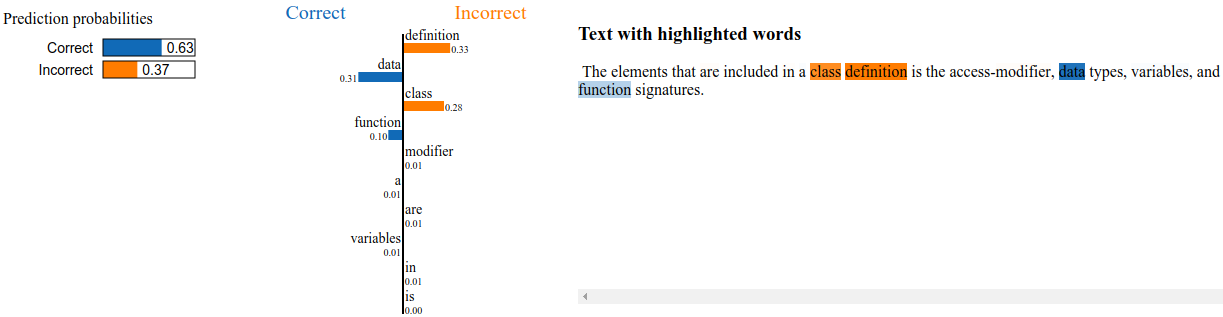 Prediction probabilities
Correct 0.63
Incorrect 0.37
Correct Incorrect
definition
0.33
data
0.31
class
0.28
function
0.10
modifier
0.01
a
0.01
are
0.01
variables
0.01
in
0.01
is
0.00
Text with highlighted words
The elements that are included in a class definition is the access-modifier, data types, variables, and
function signatures.